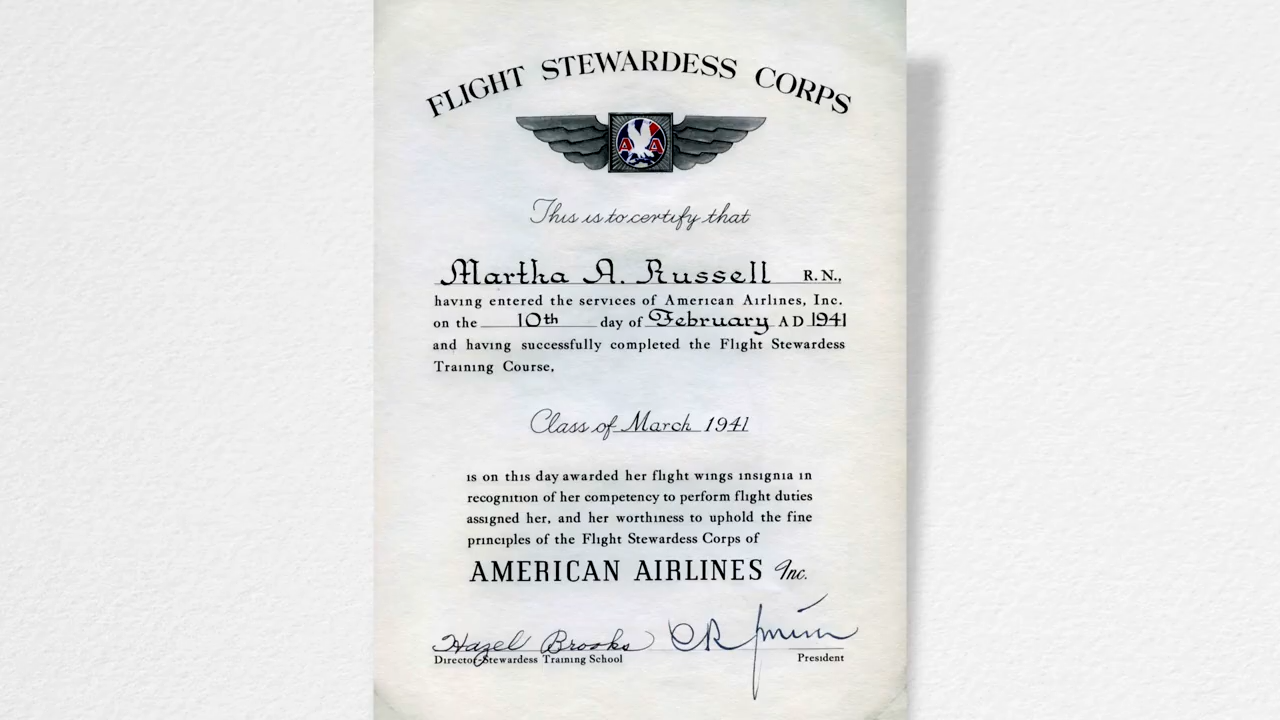 FLIGHT STEWARDESS CORPS
A A
This is to certify that
Martha A. Russell R.N.,
having entered the services of American Airlines, Inc.
on the 10th day of February AD 1941
and having successfully completed the Flight Stewardess
Training Course,
Class of March 1941
is on this day awarded her flight wings insignia in
recognition of her competency to perform flight duties
assigned her, and her worthiness to uphold the fine
principles of the Flight Stewardess Corps of
AMERICAN AIRLINES Inc.
Hazel Brooks CR
Director Stewardess Training School President